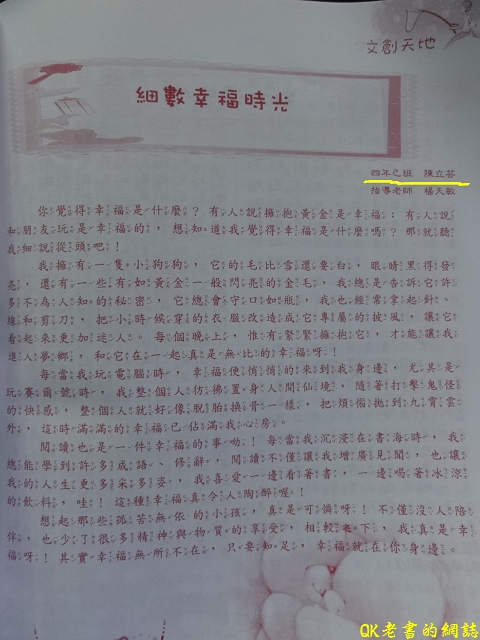 文創天地
細數幸福時光
四年己班 陳立芸
指導老師 楊天敏
你覺得幸福是什麼?有人說擁抱黃金是幸福;有人說
和朋友玩是幸福的,想知道我覺得幸福是什麼嗎?那就聽
我細說從頭吧!
我擁有一隻小狗狗,它的毛比雪還要白,眼睛黑得發
亮,還有一些有如黃金一般閃亮的金毛,我總是告訴它許
多不為人知的秘密,它總會守口如瓶,我也經常拿起針、
線和剪刀,把小時候穿的衣服改造成它專屬的披風,讓它
看起來更加迷人。每個晚上,惟有緊緊擁抱它,才能讓我
進入夢鄉,和它在一起真是無比的幸福呀!
每當我玩電腦時,幸福便悄悄的來到我身邊,尤其是
玩賽爾號時,我整個人彷彿置身人間仙境,隨著打擊鬼怪
的快感,整個人就好像脫胎換骨一樣,把煩惱拋到九霄雲
外,這時滿滿的幸福已佔滿我心房。
閱讀也是一件幸福的事呦!每當我沉浸在書海時,我
總能學到許多成語、修辭,閱讀不僅讓我增廣見聞,也讓
我的人生更多采多姿,我喜愛一邊看著書,一邊喝著冰涼
的飲料,哇!這種幸福真令人陶醉喔!
想起那些孤苦無依的小孩,真是可憐呀!不僅沒人陪
伴,也少了很多精神與物質的享受,相較之下,我真是幸
福呀!其實幸福無所不在,只要知足,幸福就在你身邊。
QK老書的網誌